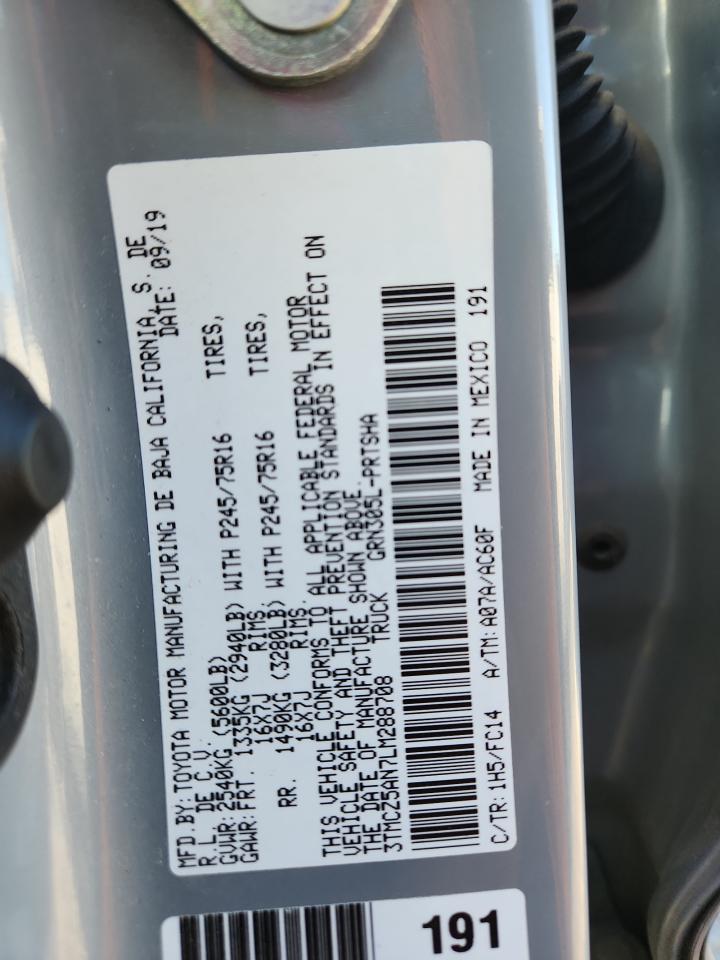 MFD.BY:TOYOTA MOTOR MANUFACTURING DE BAJA CALIFORNIA, S. DE
R.L. DE C.V. DATE: 09/19
GVWR:2540KG (5600LB)
GAWR:FRT. 1335KG (2940LB) WITH P245/75R16 TIRES,
16X7J RIMS.
RR. 1490KG (3280LB) WITH P245/75R16 TIRES,
16X7J RIMS.
THIS VEHICLE CONFORMS TO ALL APPLICABLE FEDERAL MOTOR
VEHICLE SAFETY AND THEFT PREVENTION STANDARDS IN EFFECT ON
THE DATE OF MANUFACTURE SHOWN ABOVE.
3TMCZ5AN7LM288708 TRUCK GRN305L-PRTSHA
C/TR:1H5/FC14 A/TM:A07A/AC60F MADE IN MEXICO 191
191